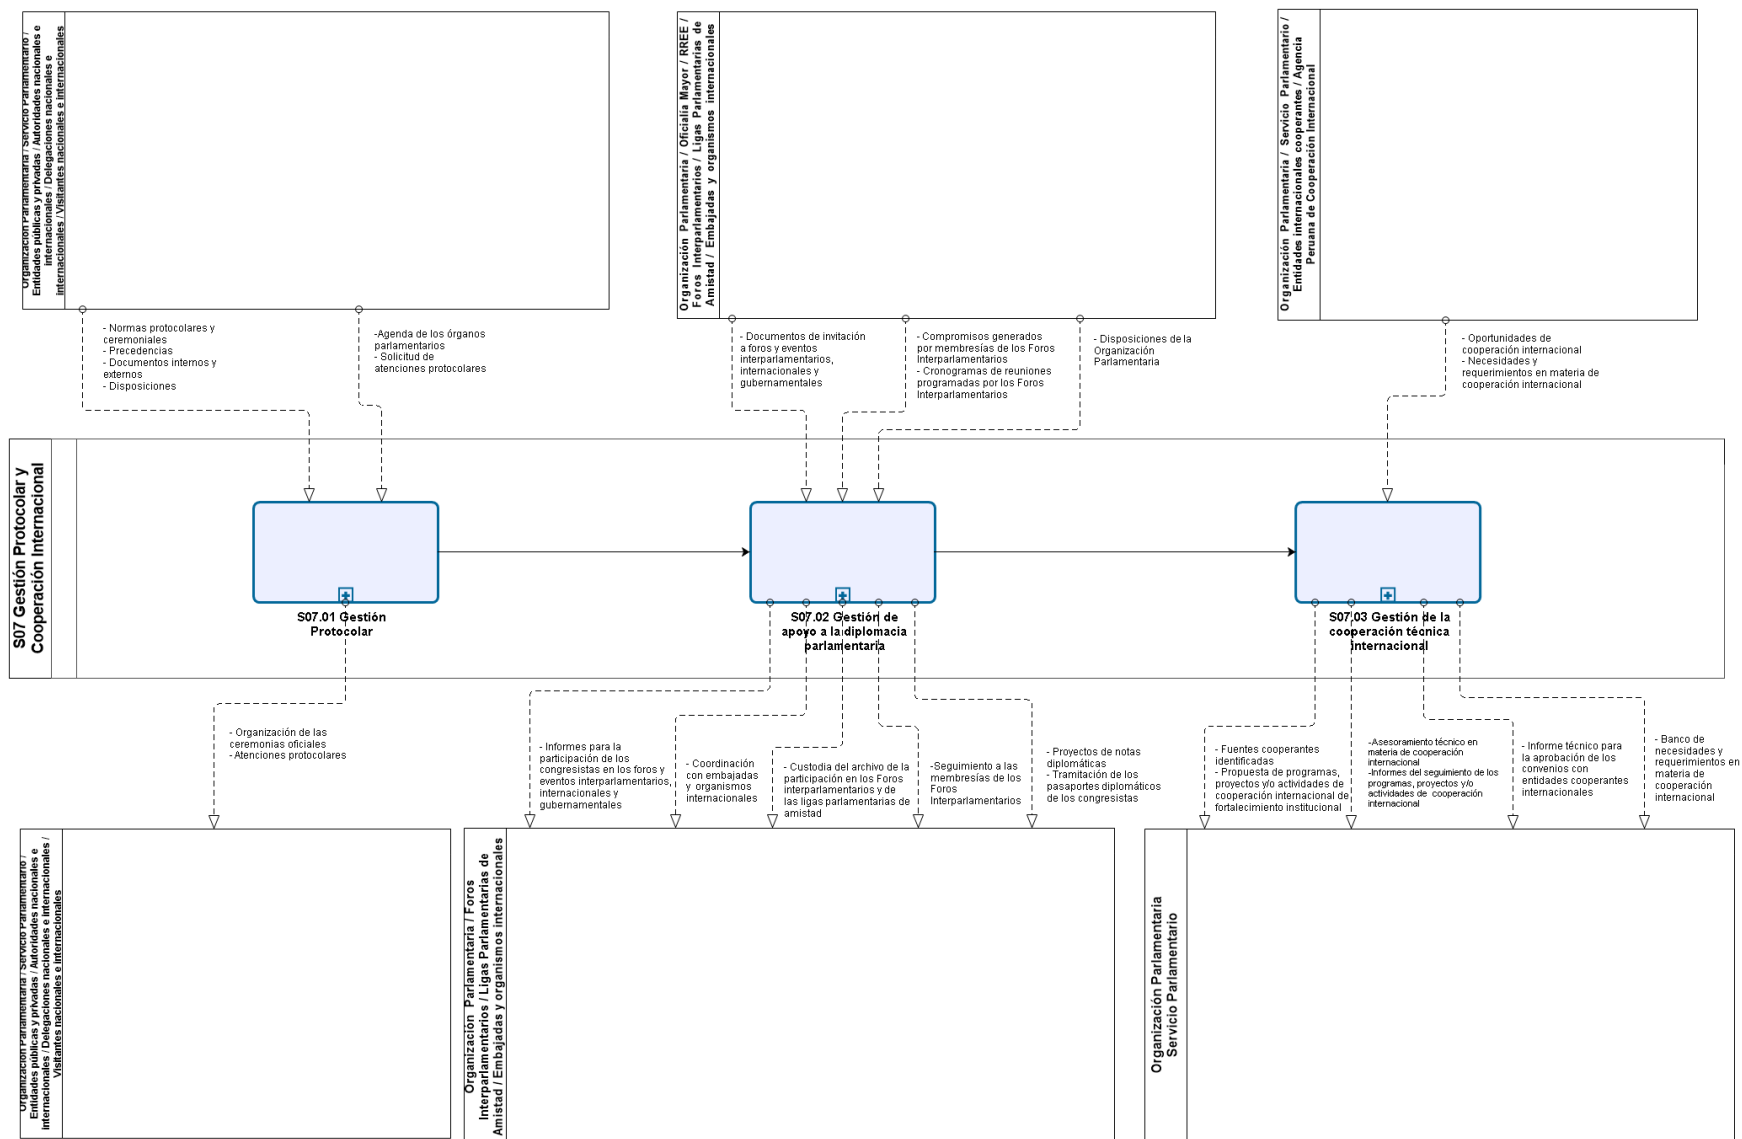 Organización Parlamentaria / Servicio Parlamentario /
Entidades públicas y privadas / Autoridades nacionales e
internacionales / Delegaciones nacionales e
internacionales / Visitantes nacionales e internacionales
Organización Parlamentaria / Oficialía Mayor / RREE /
Foros Interparlamentarios / Ligas Parlamentarias de
Amistad / Embajadas y organismos internacionales
Organización Parlamentaria / Servicio Parlamentario /
Entidades internacionales cooperantes / Agencia
Peruana de Cooperación Internacional
- Normas protocolares y
ceremoniales
- Precedencias
- Documentos internos y
externos
- Disposiciones
-Agenda de los órganos
parlamentarios
- Solicitud de
atenciones protocolares
- Documentos de invitación
a foros y eventos
interparlamentarios,
internacionales y
gubernamentales
- Compromisos generados
por membresías de los Foros
Interparlamentarios
- Cronogramas de reuniones
programadas por los Foros
Interparlamentarios
- Disposiciones de la
Organización
Parlamentaria
- Oportunidades de
cooperación internacional
- Necesidades y
requerimientos en materia de
cooperación internacional
S07 Gestión Protocolar y
Cooperación Internacional
S07.01 Gestión
Protocolar
S07.02 Gestión de
apoyo a la diplomacia
parlamentaria
S07.03 Gestión de la
cooperación técnica
internacional
- Organización de las
ceremonias oficiales
- Atenciones protocolares
- Informes para la
participación de los
congresistas en los foros y
eventos interparlamentarios,
internacionales y
gubernamentales
- Coordinación
con embajadas
y organismos
internacionales
- Custodia del archivo de la
participación en los Foros
interparlamentarios y de
las ligas parlamentarias de
amistad
-Seguimiento a las
membresías de los
Foros
Interparlamentarios
- Proyectos de notas
diplomáticas
- Tramitación de los
pasaportes diplomáticos
de los congresistas
- Fuentes cooperantes
identificadas
- Propuesta de programas,
proyectos y/o actividades de
cooperación internacional de
fortalecimiento institucional
-Asesoramiento técnico en
materia de cooperación
internacional
-Informes del seguimiento de los
programas, proyectos y/o
actividades de cooperación
internacional
- Informe técnico para
la aprobación de los
convenios con
entidades cooperantes
internacionales
- Banco de
necesidades y
requerimientos en
materia de
cooperación
internacional
Organización Parlamentaria / Servicio Parlamentario /
Entidades públicas y privadas / Autoridades nacionales e
internacionales / Delegaciones nacionales e internacionales /
Visitantes nacionales e internacionales
Organización Parlamentaria / Foros
Interparlamentarios / Ligas Parlamentarias de
Amistad / Embajadas y organismos internacionales
Organización Parlamentaria
Servicio Parlamentario